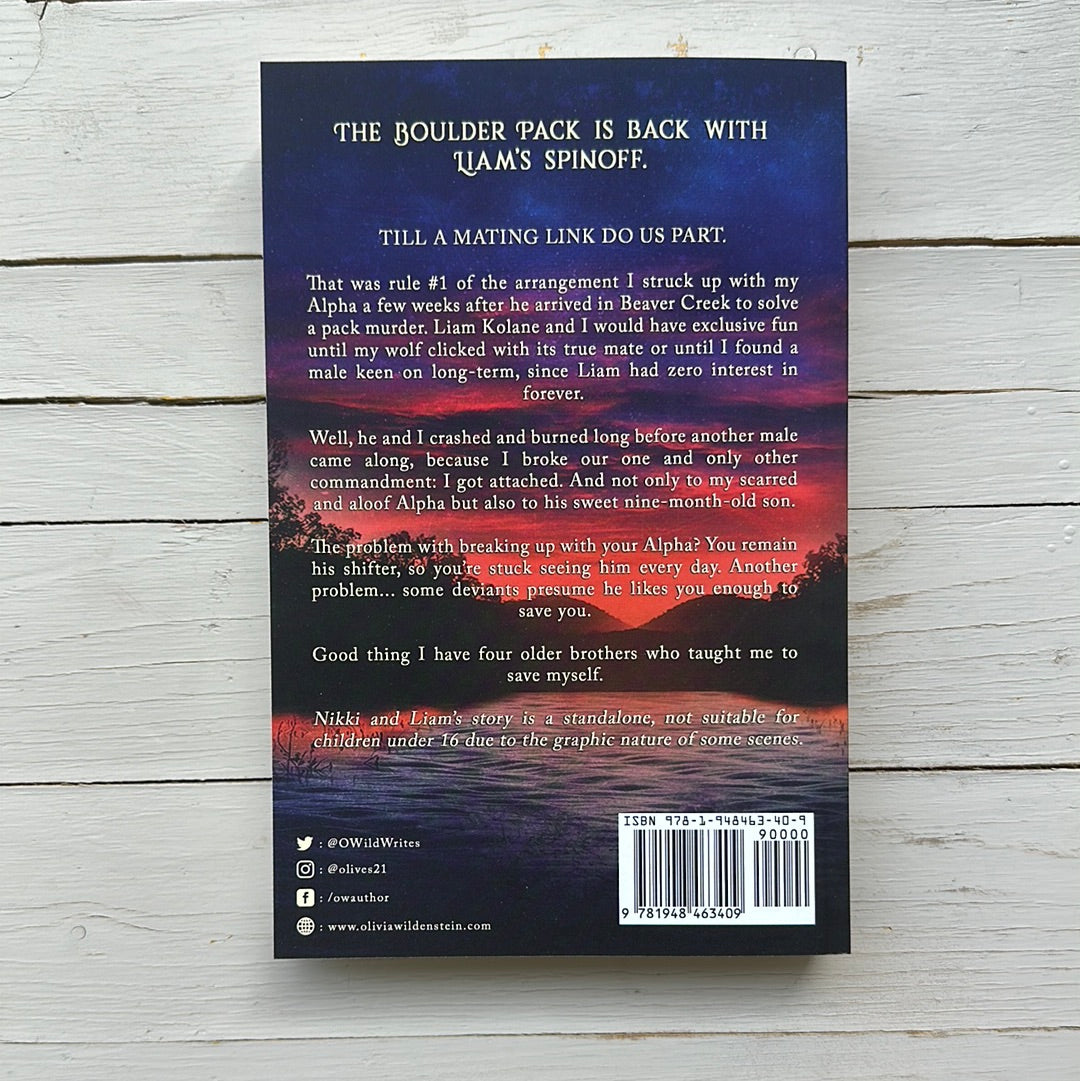 THE BOULDER PACK IS BACK WITH
LIAM'S SPINOFF.
TILL A MATING LINK DO US PART.
That was rule #1 of the arrangement I struck up with my
Alpha a few weeks after he arrived in Beaver Creek to solve
a pack murder. Liam Kolane and I would have exclusive fun
until my wolf clicked with its true mate or until I found a
male keen on long-term, since Liam had zero interest in
forever.
Well, he and I crashed and burned long before another male
came along, because I broke our one and only other
commandment: I got attached. And not only to my scarred
and aloof Alpha but also to his sweet nine-month-old son.
The problem with breaking up with your Alpha? You remain
his shifter, so you're stuck seeing him every day. Another
problem... some deviants presume he likes you enough to
save you.
Good thing I have four older brothers who taught me to
save myself.
Nikki and Liam's story is a standalone, not suitable for
children under 16 due to the graphic nature of some scenes.
: @OWildWrites
: @olives21
: /owauthor
: www.oliviawildenstein.com
ISBN 978-1-948463-40-9
90000
9 781948 463409